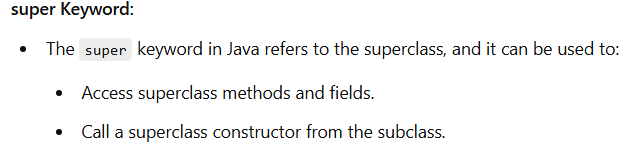 super Keyword:
• The super keyword in Java refers to the superclass, and it can be used to:
• Access superclass methods and fields.
• Call a superclass constructor from the subclass.